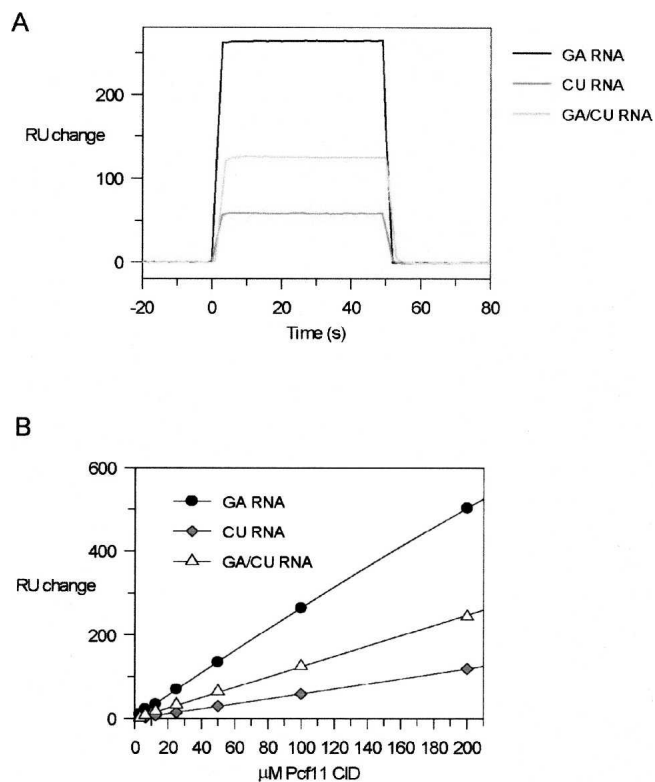 A
RU change
200
100
0
-20 0 20 40 60 80
Time (s)
GA RNA
CU RNA
GA/CU RNA
B
RU change
600
400
200
0
GA RNA
CU RNA
GA/CU RNA
0 20 40 60 80 100 120 140 160 180 200
μM Pcf11 CID